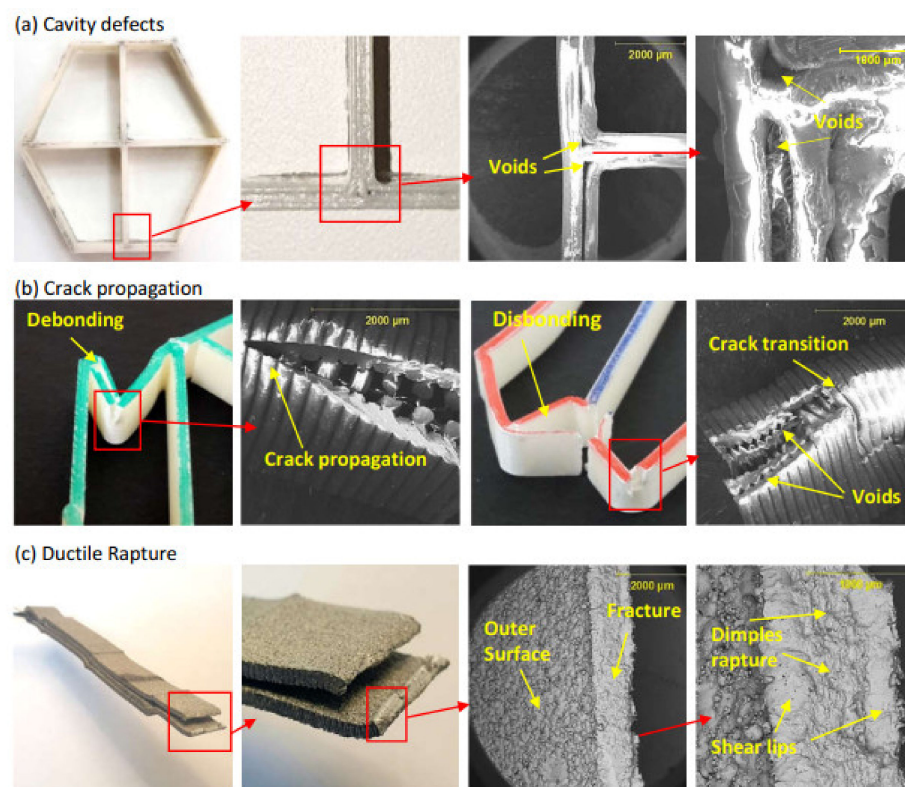 (a) Cavity defects
2000 µm
1000 µm
Voids
Voids
(b) Crack propagation
Debonding
2000 µm
Crack propagation
Disbonding
2000 µm
Crack transition
Voids
(c) Ductile Rapture
2000 µm
Outer
Surface
Fracture
1000 µm
Dimples
rapture
Shear lips